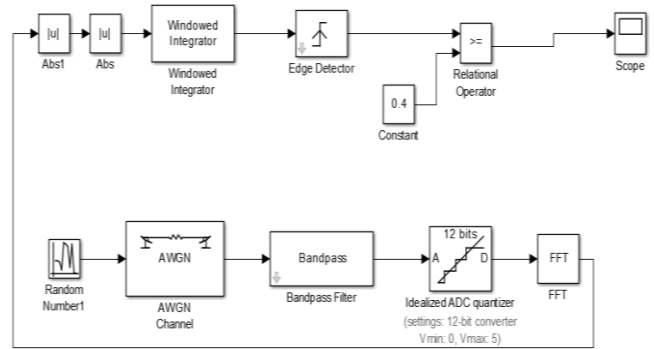 |u|
Abs1
|u|
Abs
Windowed
Integrator
Windowed
Integrator
Edge Detector
>=
Relational
Operator
0.4
Constant
Scope
Random
Number1
AWGN
AWGN
Channel
Bandpass
Bandpass Filter
12 bits
A D
Idealized ADC quantizer
(settings: 12-bit converter
Vmin: 0, Vmax: 5)
FFT
FFT